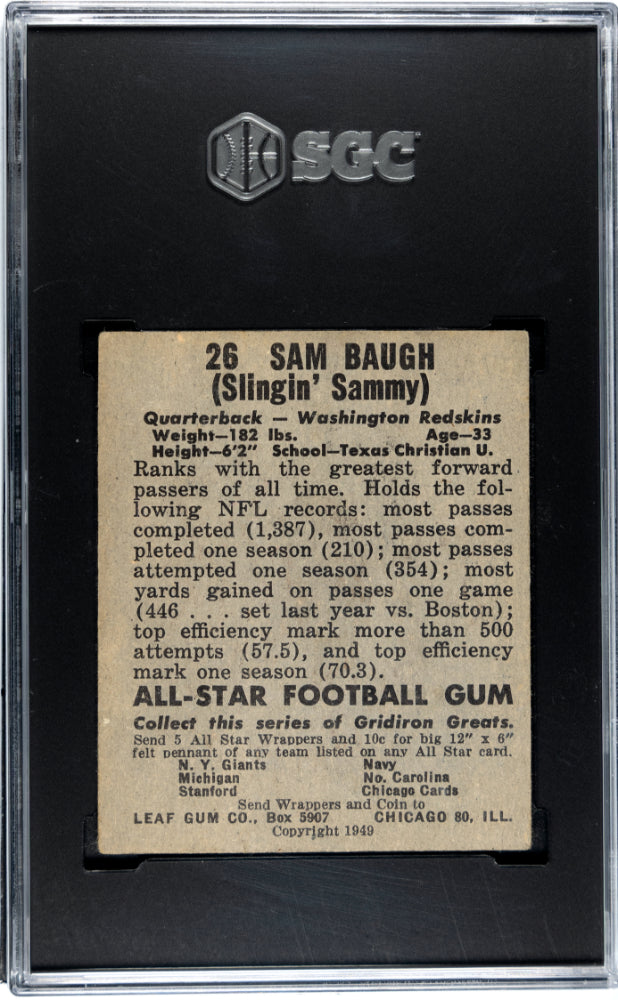 SGC
26 SAM BAUGH
(Slingin' Sammy)
Quarterback — Washington Redskins
Weight—182 lbs. Age—33
Height—6'2" School—Texas Christian U.
Ranks with the greatest forward
passers of all time. Holds the fol-
lowing NFL records: most passes
completed (1,387), most passes com-
pleted one season (210); most passes
attempted one season (354); most
yards gained on passes one game
(446 . . . set last year vs. Boston);
top efficiency mark more than 500
attempts (57.5), and top efficiency
mark one season (70.3).
ALL-STAR FOOTBALL GUM
Collect this series of Gridiron Greats.
Send 5 All Star Wrappers and 10c for big 12" x 6"
felt pennant of any team listed on any All Star card.
N. Y. Giants Navy
Michigan No. Carolina
Stanford Chicago Cards
Send Wrappers and Coin to
LEAF GUM CO., Box 5907 CHICAGO 80, ILL.
Copyright 1949